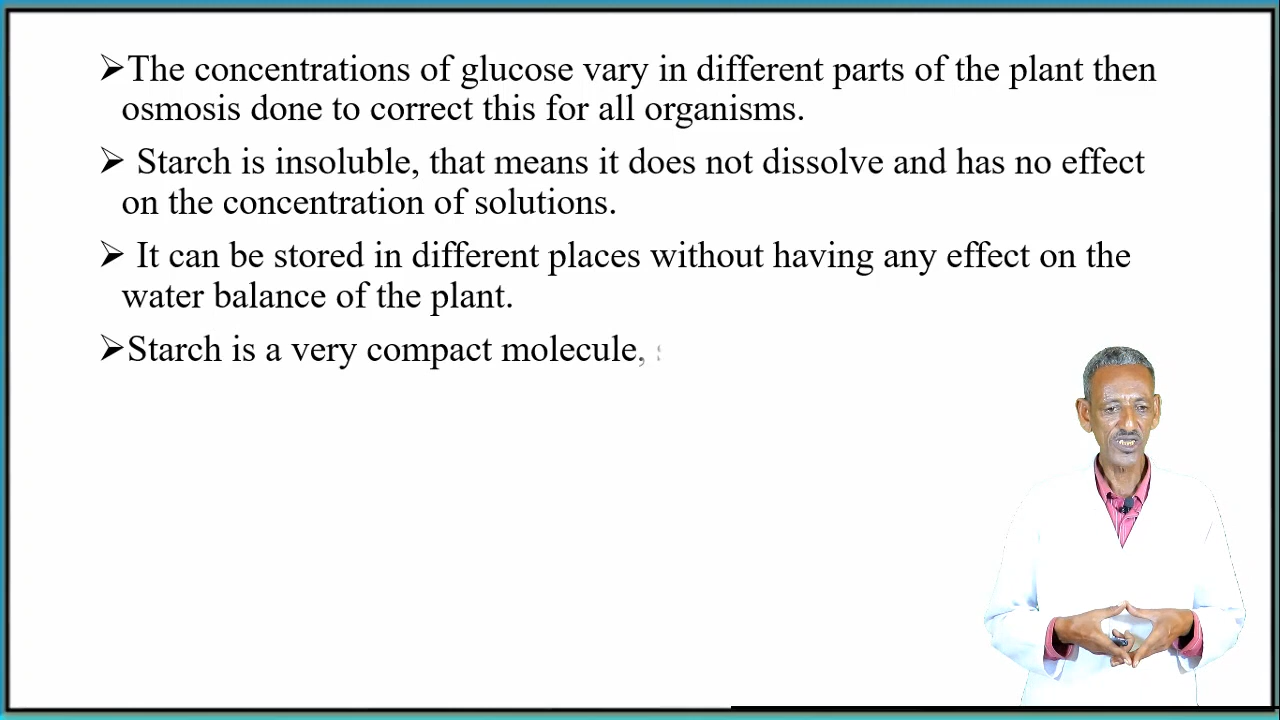 ➢The concentrations of glucose vary in different parts of the plant then
osmosis done to correct this for all organisms.
➢ Starch is insoluble, that means it does not dissolve and has no effect
on the concentration of solutions.
➢ It can be stored in different places without having any effect on the
water balance of the plant.
➢Starch is a very compact molecule,